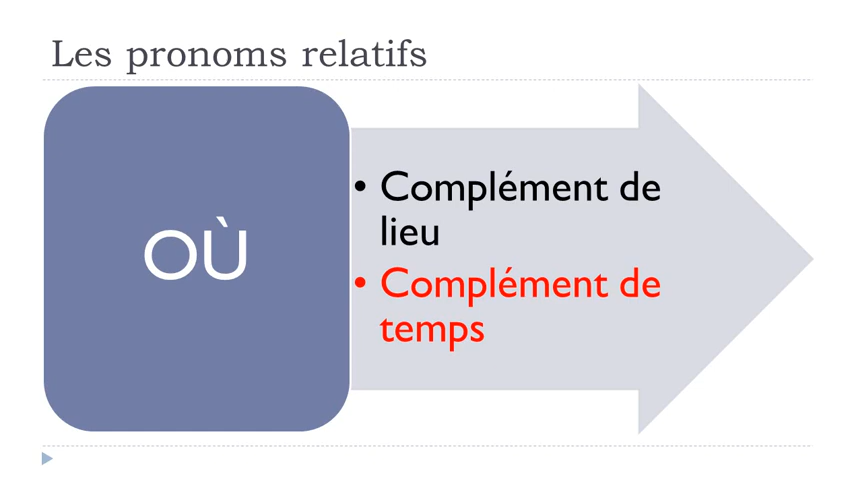 Les pronoms relatifs
OÙ
• Complément de
lieu
• Complément de
temps